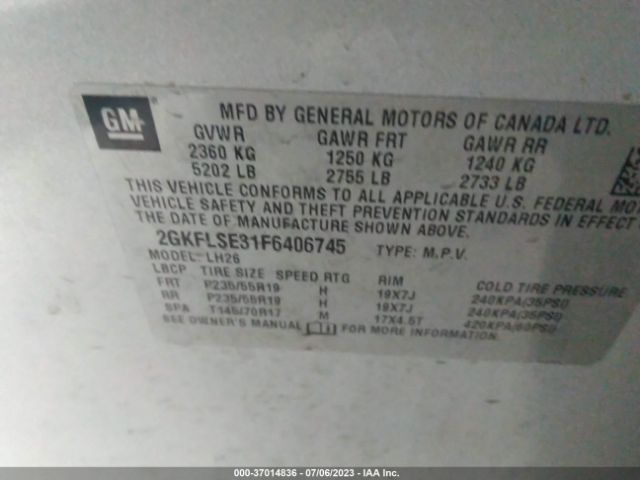 GM
MFD BY GENERAL MOTORS OF CANADA LTD.
GVWR GAWR FRT GAWR RR
2360 KG 1250 KG 1240 KG
5202 LB 2755 LB 2733 LB
THIS VEHICLE CONFORMS TO ALL APPLICABLE U.S. FEDERAL MOTOR
VEHICLE SAFETY AND THEFT PREVENTION STANDARDS IN EFFECT
THE DATE OF MANUFACTURE SHOWN ABOVE.
2GKFLSE31F6406745 TYPE: M.P.V.
MODEL: LH26
LBCP TIRE SIZE SPEED RTG RIM COLD TIRE PRESSURE
FRT P235/55R19 H 19X7J 240KPA(35PSI)
RR P235/55R19 H 19X7J 240KPA(35PSI)
SPA T145/70R17 M 17X4.5T 420KPA(60PSI)
SEE OWNER'S MANUAL FOR MORE INFORMATION.
000-37014836 - 07/06/2023 - IAA Inc.